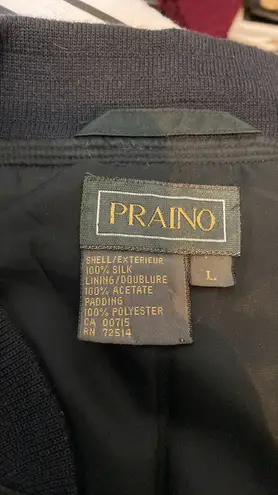 PRAINO
L
SHELL/EXTERIEUR
100% SILK
LINING/DOUBLURE
100% ACETATE
PADDING
100% POLYESTER
CA 00715
RN 72514